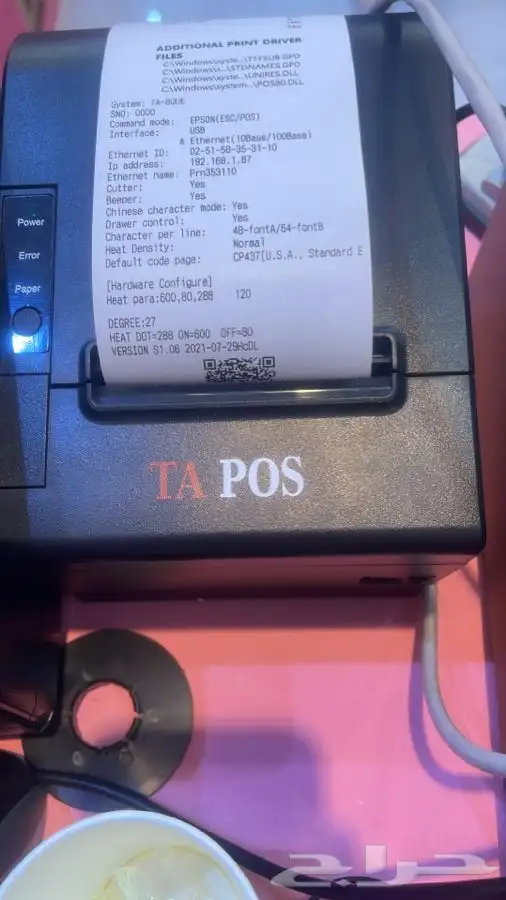 ADDITIONAL PRINT DRIVER
FILES
C:\Windows\syste...\TTFSUB.GPD
C:\Windows\s...\STDNAMES.GPD
C:\Windows\syste...\UNIRES.DLL
C:\Windows\system...\POS80.DLL
System: TA-80UE
SNO: 0000
Command mode: EPSON(ESC/POS)
Interface: USB
& Ethernet(10Base/100Base)
Ethernet ID: 02-51-58-35-31-10
Ip address: 192.168.1.87
Ethernet name: Prn353110
Cutter: Yes
Beeper: Yes
Chinese character mode: Yes
Drawer control: Yes
Character per line: 48-fontA/64-fontB
Heat Density: Normal
Default code page: CP437[U.S.A., Standard E
[Hardware Configure]
Heat para:600,80,288 120
DEGREE:27
HEAT DOT=288 ON=600 OFF=80
VERSION S1.06 2021-07-29HcDL
Power
Error
Paper
TA POS
حراج